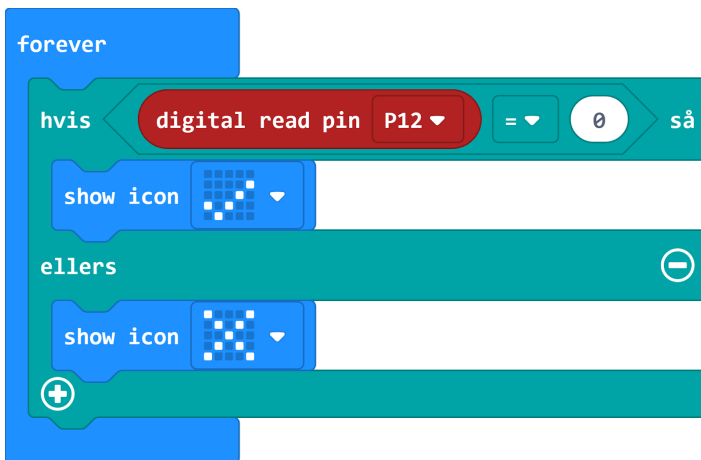 forever
hvis digital read pin P12 = 0 så
show icon
ellers
show icon